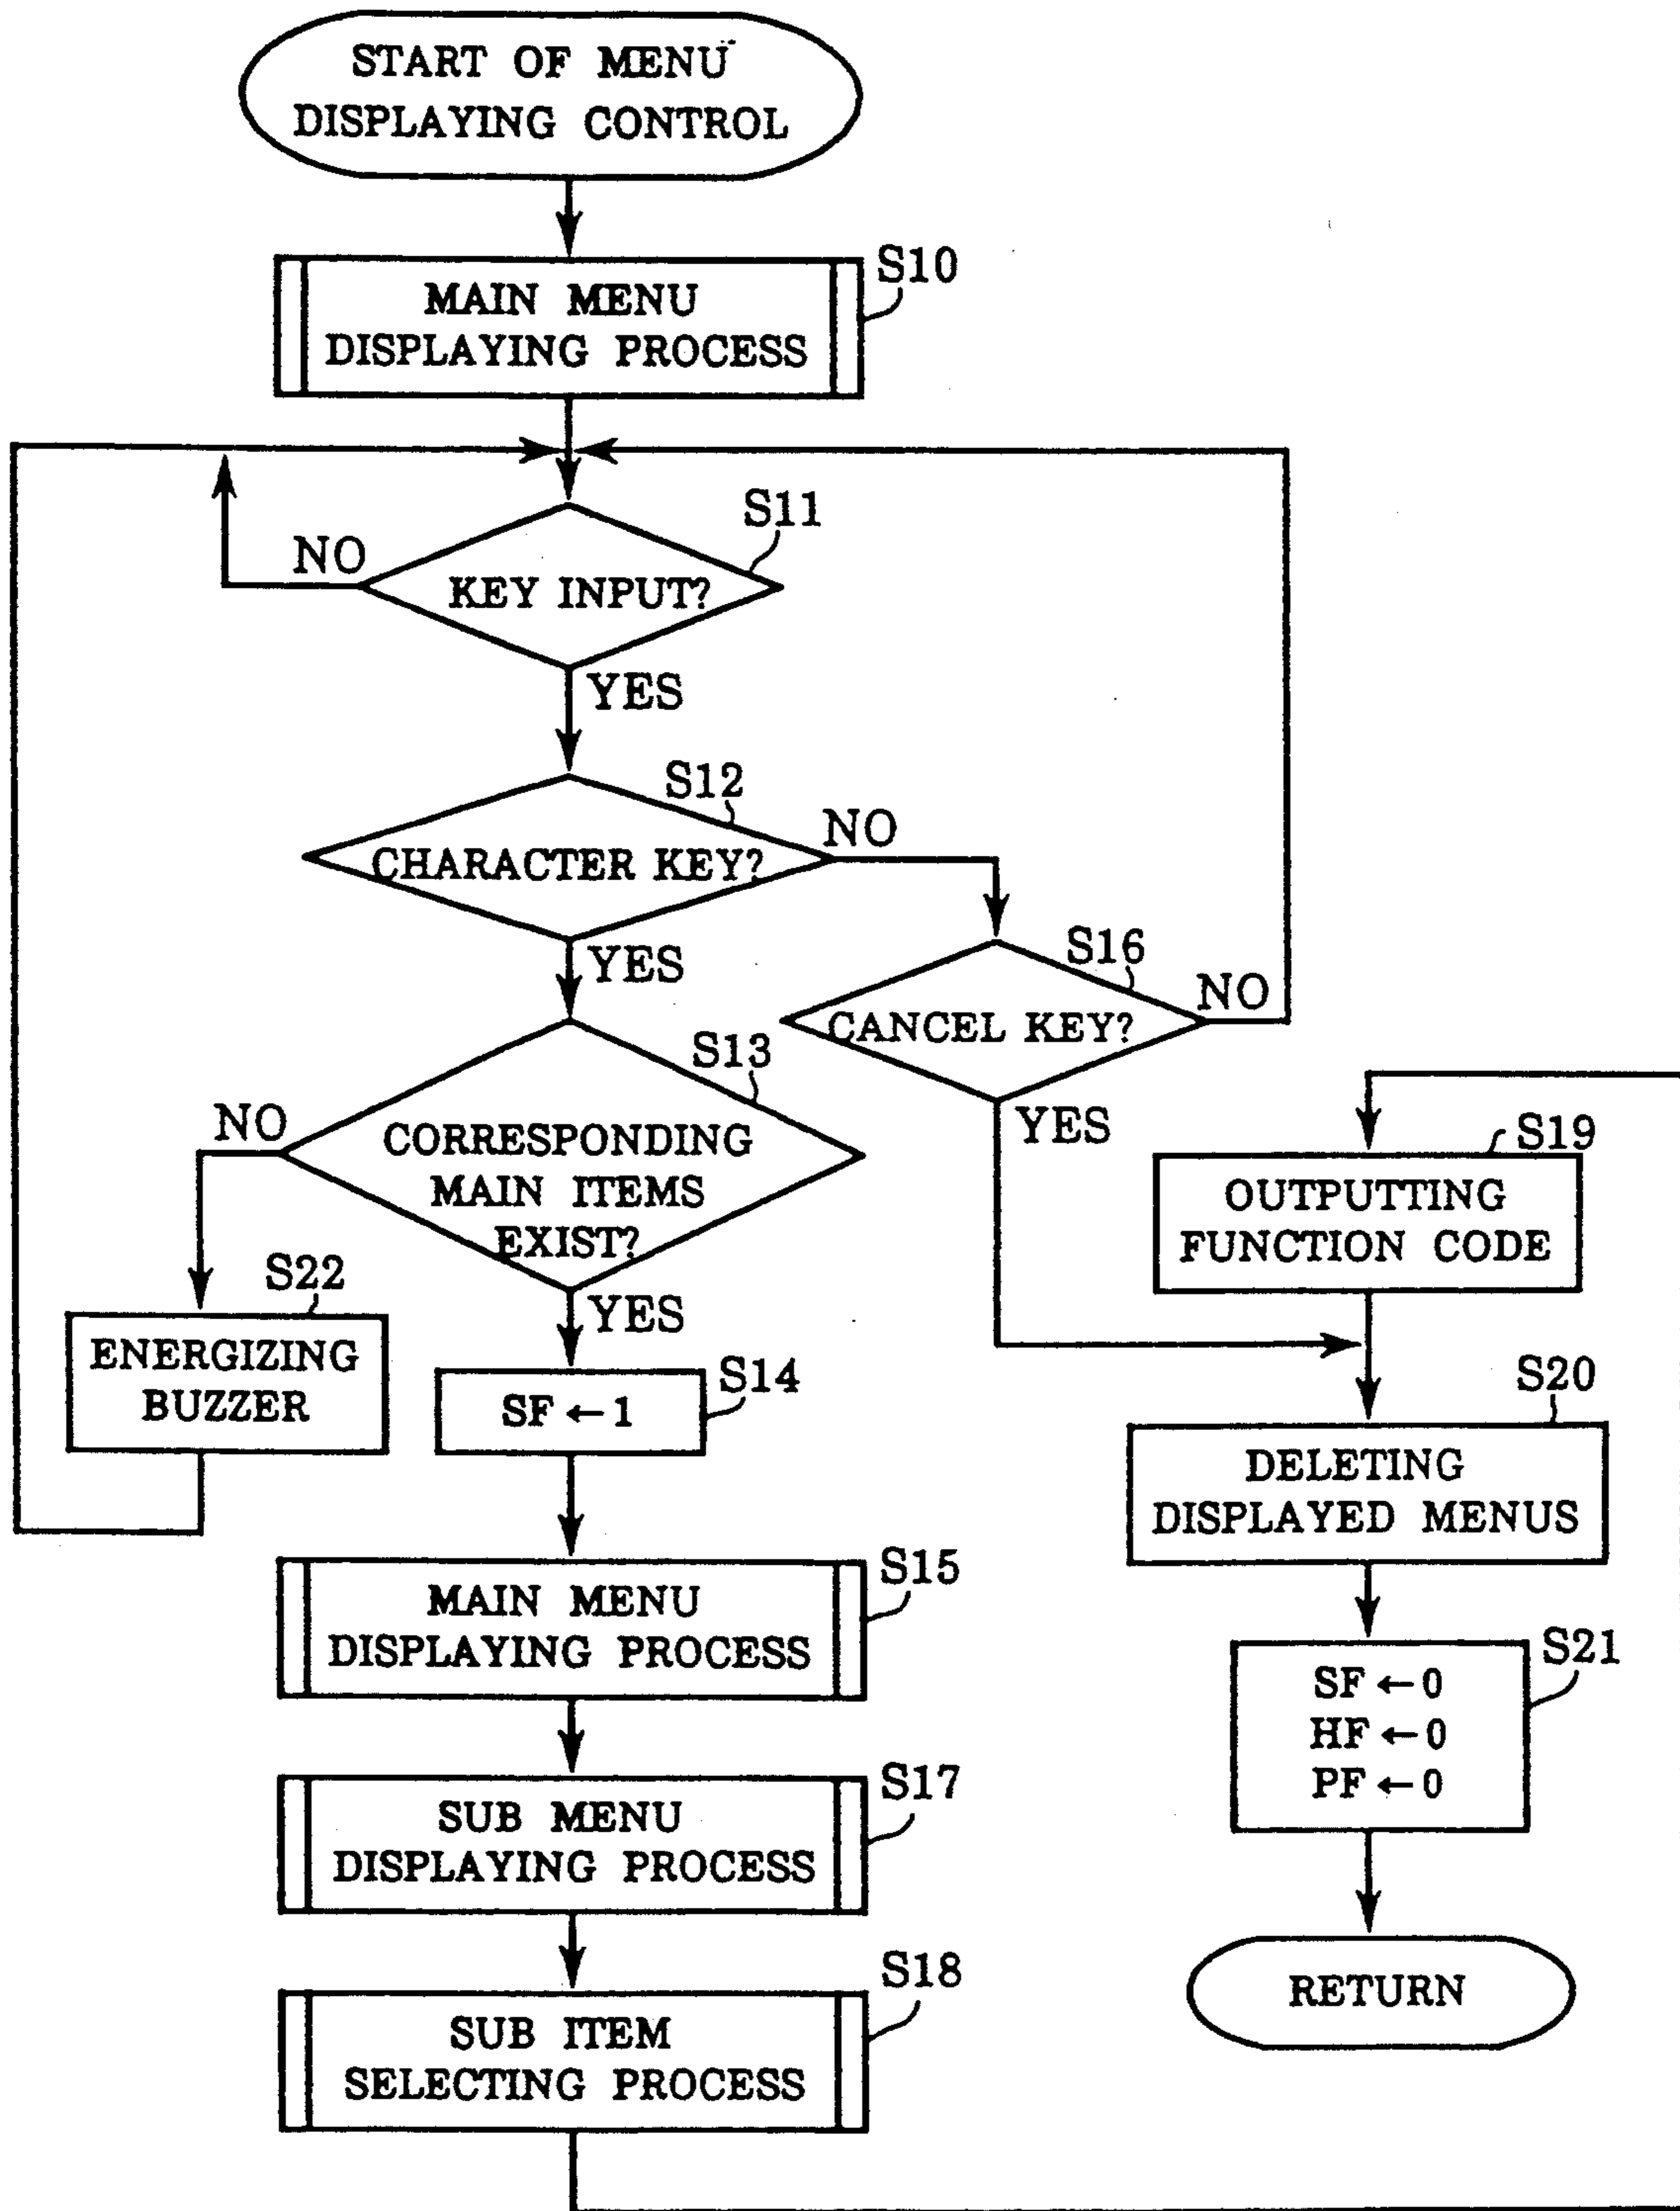 START OF MENU
DISPLAYING CONTROL
S10
MAIN MENU
DISPLAYING PROCESS
S11
NO
KEY INPUT?
YES
S12
NO
CHARACTER KEY?
YES
S16
NO
CANCEL KEY?
YES
S13
NO
CORRESPONDING
MAIN ITEMS
EXIST?
YES
S22
ENERGIZING
BUZZER
S14
SF ← 1
S15
MAIN MENU
DISPLAYING PROCESS
S17
SUB MENU
DISPLAYING PROCESS
S18
SUB ITEM
SELECTING PROCESS
S19
OUTPUTTING
FUNCTION CODE
S20
DELETING
DISPLAYED MENUS
S21
SF ← 0
HF ← 0
PF ← 0
RETURN